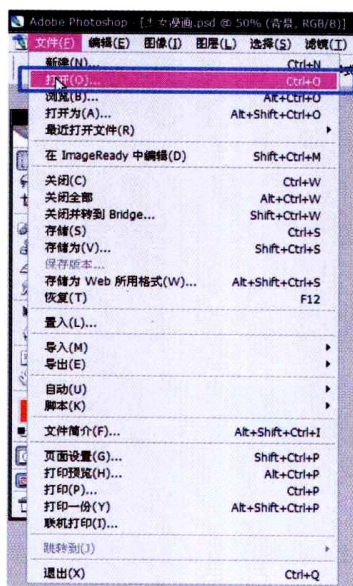 Adobe Photoshop - [少女漫画.psd @ 50% (背景, RGB/8)]
文件(F) 编辑(E) 图像(I) 图层(L) 选择(S) 滤镜(T)
新建(N)... Ctrl+N
打开(O)... Ctrl+O
浏览(B)... Alt+Ctrl+O
打开为(A)... Alt+Shift+Ctrl+O
最近打开文件(R)
在 ImageReady 中编辑(D) Shift+Ctrl+M
关闭(C) Ctrl+W
关闭全部 Alt+Ctrl+W
关闭并转到 Bridge... Shift+Ctrl+W
存储(S) Ctrl+S
存储为(V)... Shift+Ctrl+S
保存版本...
存储为 Web 所用格式(W)... Alt+Shift+Ctrl+S
恢复(T) F12
置入(L)...
导入(M)
导出(E)
自动(U)
脚本(K)
文件简介(F)... Alt+Shift+Ctrl+I
页面设置(G)... Shift+Ctrl+P
打印预览(H)... Alt+Ctrl+P
打印(P)... Ctrl+P
打印一份(Y) Alt+Shift+Ctrl+P
联机打印(I)...
跳转到(J)
退出(X) Ctrl+Q